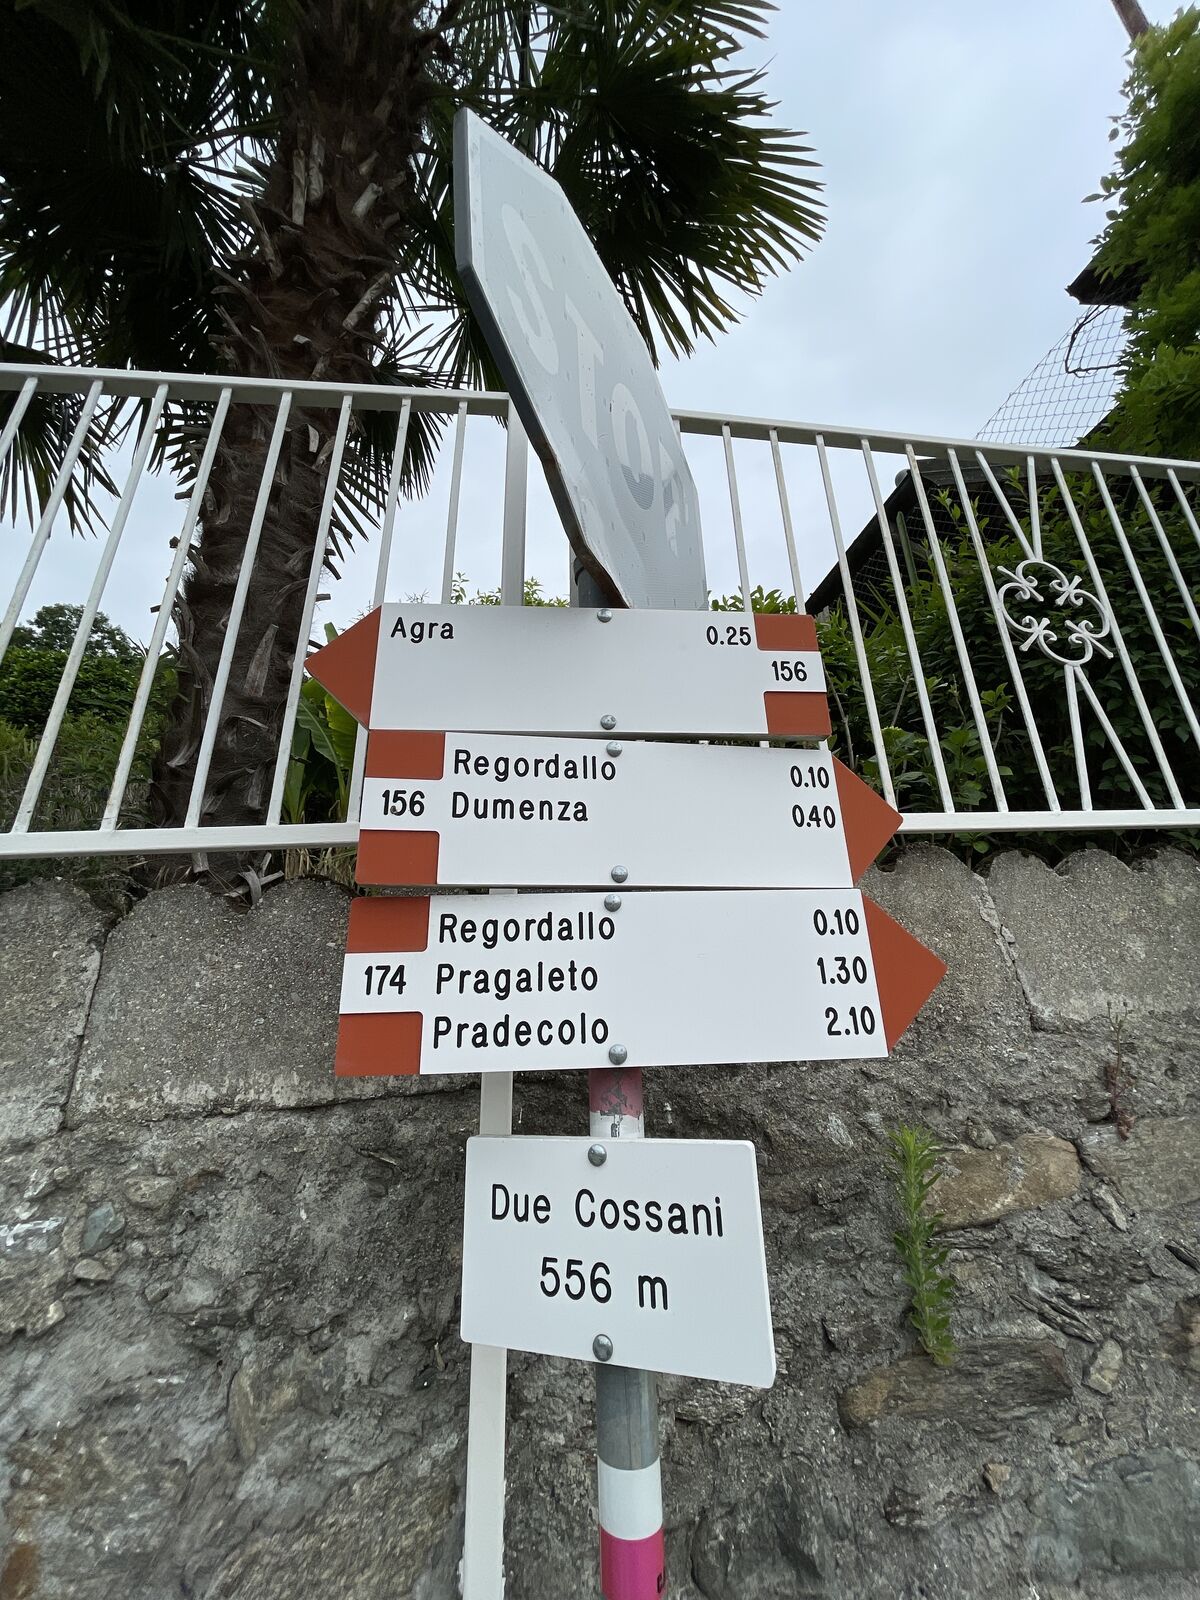 STOP
Agra 0.25
156
Regordallo 0.10
156 Dumenza 0.40
Regordallo 0.10
174 Pragaleto 1.30
Pradecolo 2.10
Due Cossani
556 m